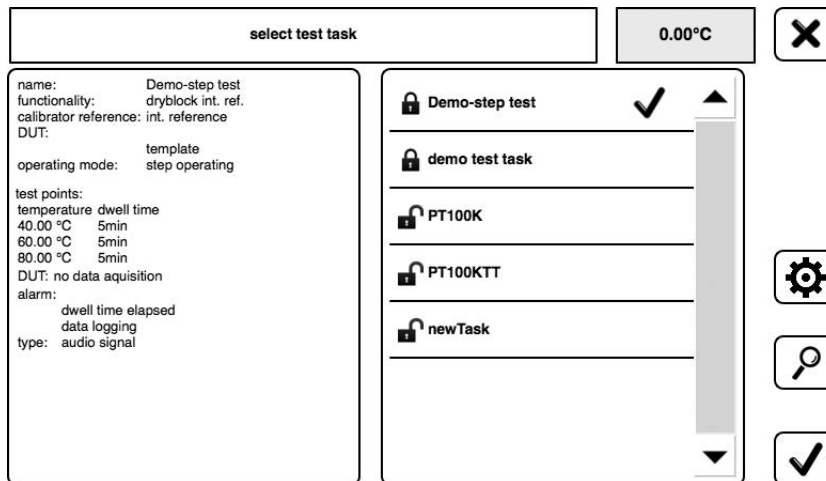 select test task
0.00°C
name: Demo-step test
functionality: dryblock int. ref.
calibrator reference: int. reference
DUT:
template
operating mode: step operating
test points:
temperature dwell time
40.00 °C 5min
60.00 °C 5min
80.00 °C 5min
DUT: no data aquisition
alarm:
dwell time elapsed
data logging
type: audio signal
Demo-step test
demo test task
PT100K
PT100KTT
newTask